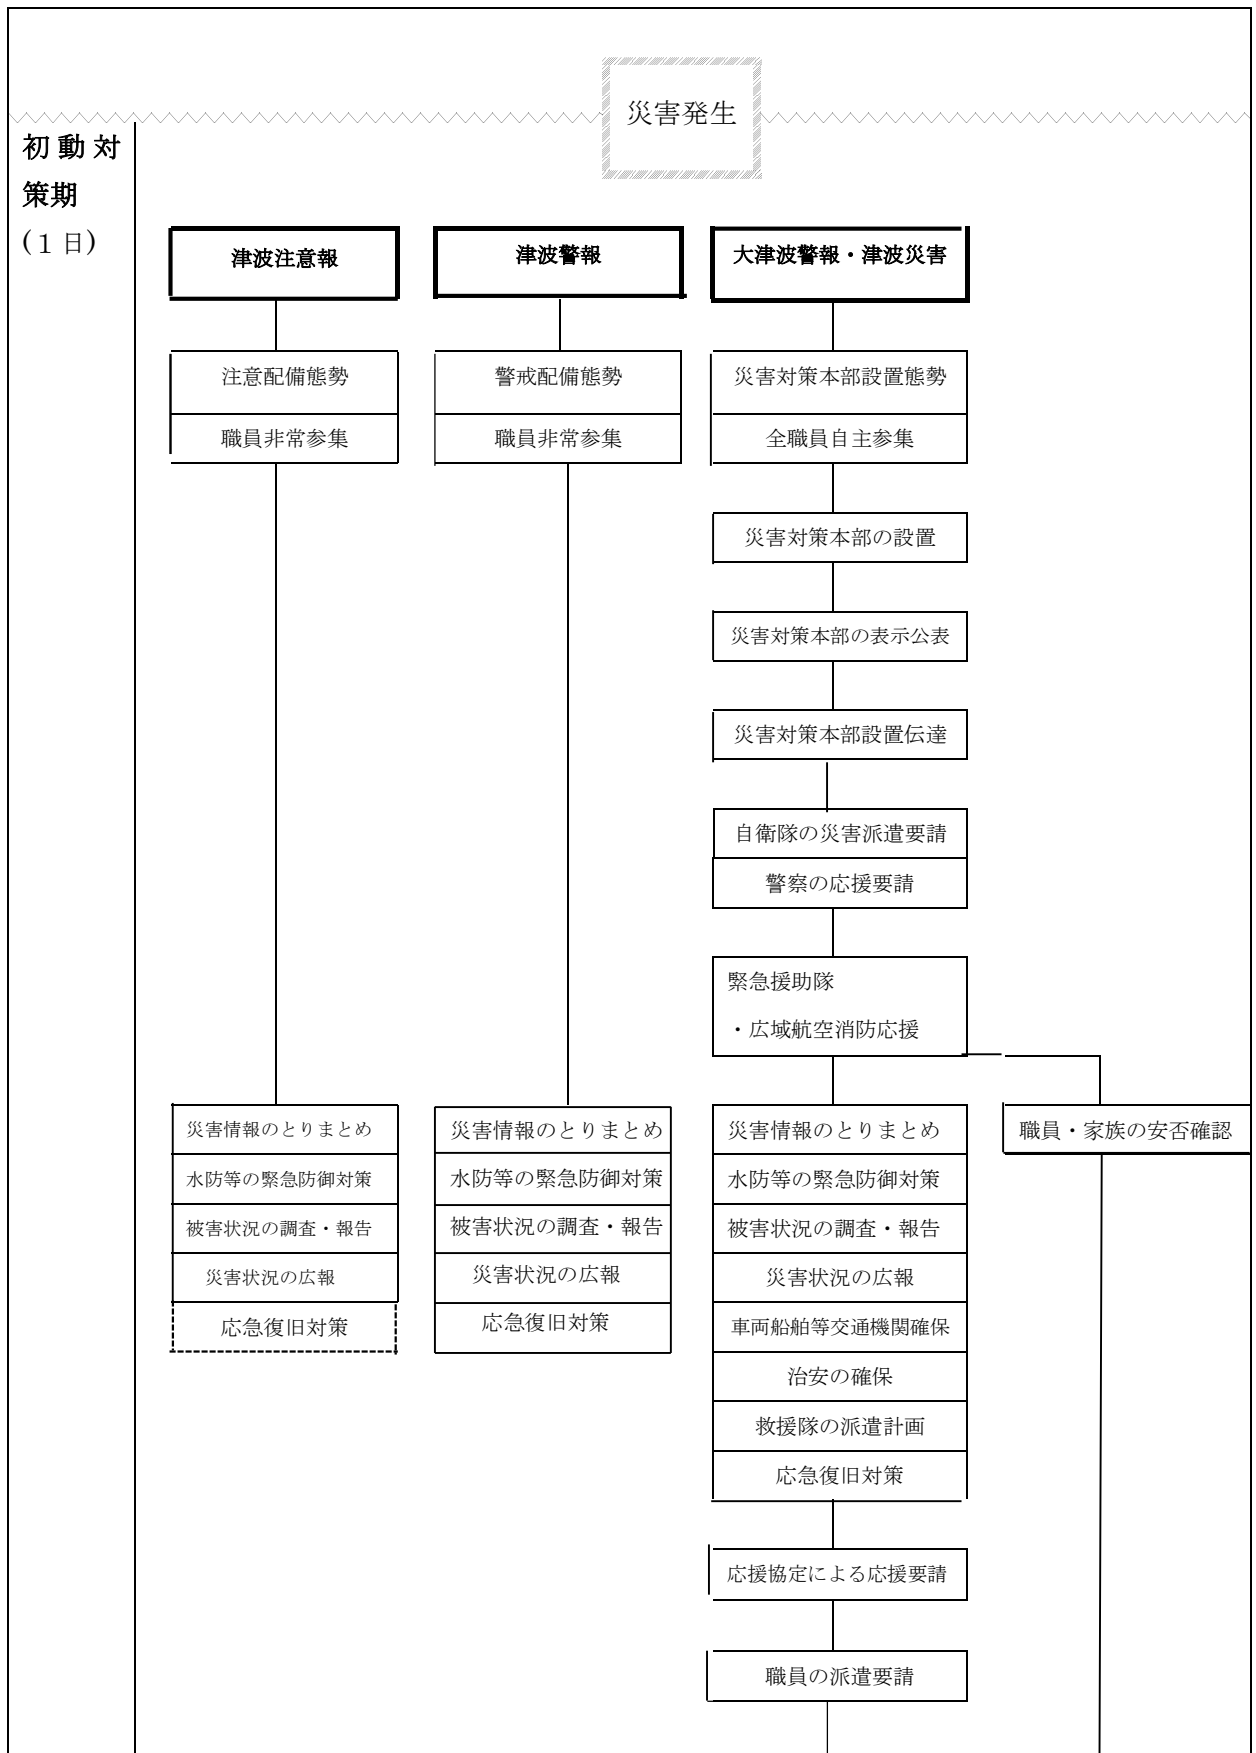 災害発生
初動対
策期
(１日)
津波注意報
注意配備態勢
職員非常参集
災害情報のとりまとめ
水防等の緊急防御対策
被害状況の調査・報告
災害状況の広報
応急復旧対策
津波警報
警戒配備態勢
職員非常参集
災害情報のとりまとめ
水防等の緊急防御対策
被害状況の調査・報告
災害状況の広報
応急復旧対策
大津波警報・津波災害
災害対策本部設置態勢
全職員自主参集
災害対策本部の設置
災害対策本部の表示公表
災害対策本部設置伝達
自衛隊の災害派遣要請
警察の応援要請
緊急援助隊
・広域航空消防応援
災害情報のとりまとめ
水防等の緊急防御対策
被害状況の調査・報告
災害状況の広報
車両船舶等交通機関確保
治安の確保
救援隊の派遣計画
応急復旧対策
応援協定による応援要請
職員の派遣要請
職員・家族の安否確認